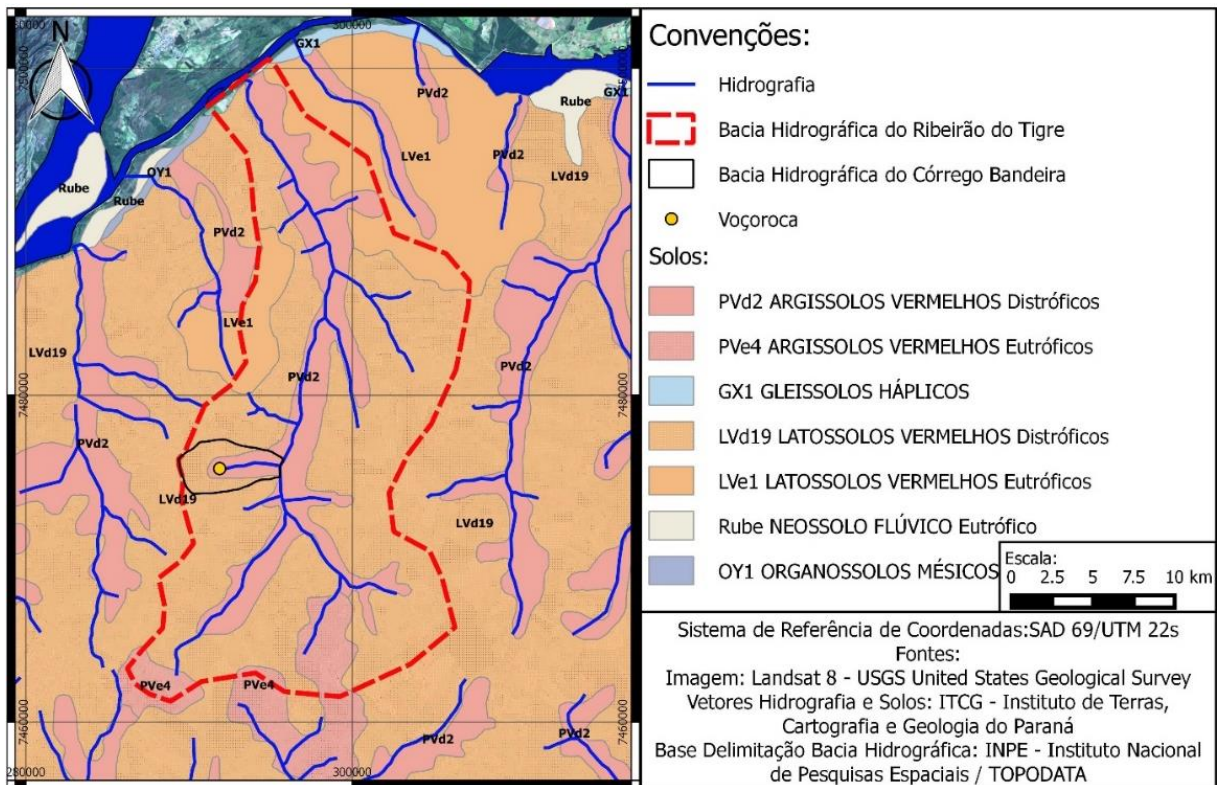 280000
300000
N
GX1
7500000
PVd2
Rube
GX1
PVd2
LVe1
OY1
LVd19
Rube
Rube
PVd2
LVe1
LVd19
PVd2
PVd2
7480000
7480000
PVd2
LVd19
LVd19
PVe4
PVe4
7460000
7460000
PVd2
PVd2
280000
300000
Convenções:
Hidrografia
Bacia Hidrográfica do Ribeirão do Tigre
Bacia Hidrográfica do Córrego Bandeira
Voçoroca
Solos:
PVd2 ARGISSOLOS VERMELHOS Distróficos
PVe4 ARGISSOLOS VERMELHOS Eutróficos
GX1 GLEISSOLOS HÁPLICOS
LVd19 LATOSSOLOS VERMELHOS Distróficos
LVe1 LATOSSOLOS VERMELHOS Eutróficos
Rube NEOSSOLO FLÚVICO Eutrófico
OY1 ORGANOSSOLOS MÉSICOS
Escala:
0 2.5 5 7.5 10 km
Sistema de Referência de Coordenadas:SAD 69/UTM 22s
Fontes:
Imagem: Landsat 8 - USGS United States Geological Survey
Vetores Hidrografia e Solos: ITCG - Instituto de Terras,
Cartografia e Geologia do Paraná
Base Delimitação Bacia Hidrográfica: INPE - Instituto Nacional
de Pesquisas Espaciais / TOPODATA